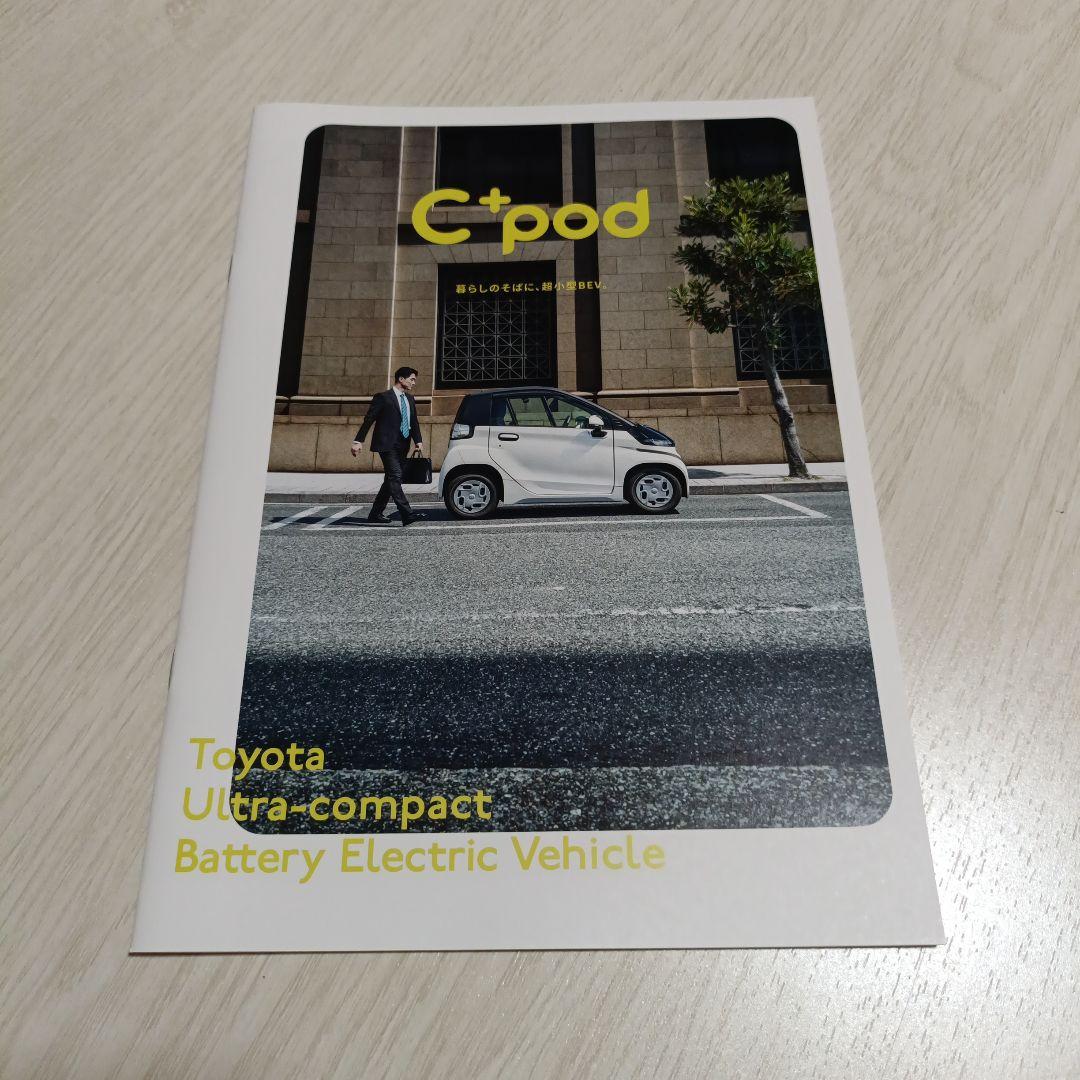 C+pod
暮らしのそばに、超小型BEV。
Toyota
Ultra-compact
Battery Electric Vehicle